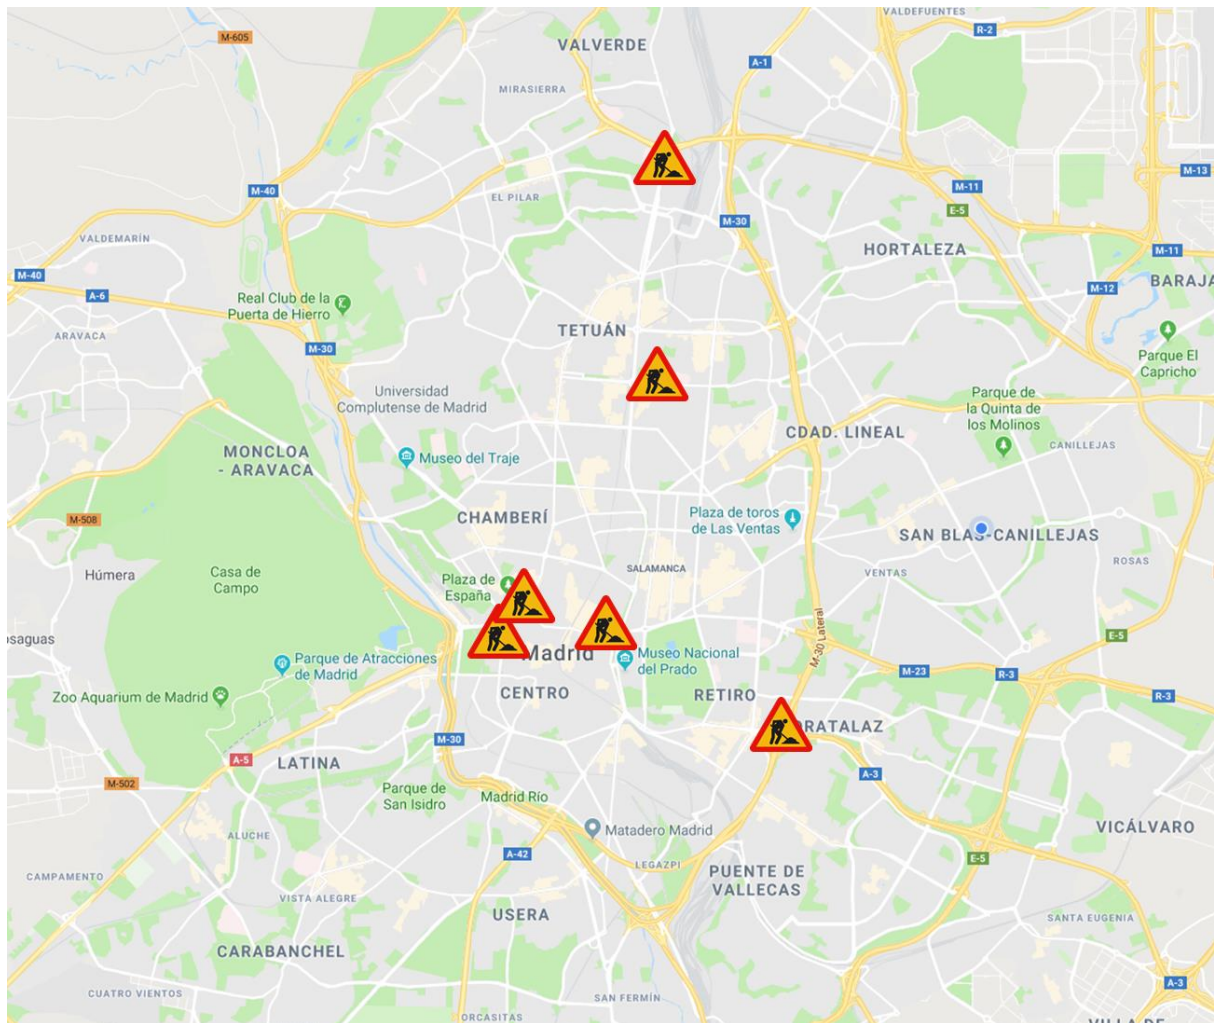 VALDEFUENTES
M-605
R-2
VALVERDE
A-1
MIRASIERRA
M-40
EL PILAR
M-11
M-13
E-5
M-30
VALDEMARÍN
HORTALEZA
M-11
M-40
A-6
M-12
BARAJA
Real Club de la
Puerta de Hierro
TETUÁN
ARAVACA
M-30
Parque El
Capricho
Universidad
Complutense de Madrid
Parque de
la Quinta de
los Molinos
CDAD. LINEAL
CANILLEJAS
MONCLOA
- ARAVACA
Museo del Traje
M-508
CHAMBERÍ
Plaza de toros
de Las Ventas
SAN BLAS-CANILLEJAS
ROSAS
Húmera
Casa de
Campo
Plaza de
España
SALAMANCA
VENTAS
osaguas
M-30 Lateral
E-5
Madrid
Parque de Atracciones
de Madrid
Museo Nacional
del Prado
M-23
R-3
R-3
Zoo Aquarium de Madrid
CENTRO
RETIRO
ORATALAZ
M-30
A-5
LATINA
M-502
A-3
Parque de
San Isidro
Madrid Río
Matadero Madrid
VICÁLVARO
ALUCHE
A-42
LEGAZPI
E-5
CAMPAMENTO
PUENTE DE
VALLECAS
VISTA ALEGRE
USERA
SANTA EUGENIA
CARABANCHEL
CUATRO VIENTOS
SAN FERMÍN
A-3
ORCASITAS
VILLA DE